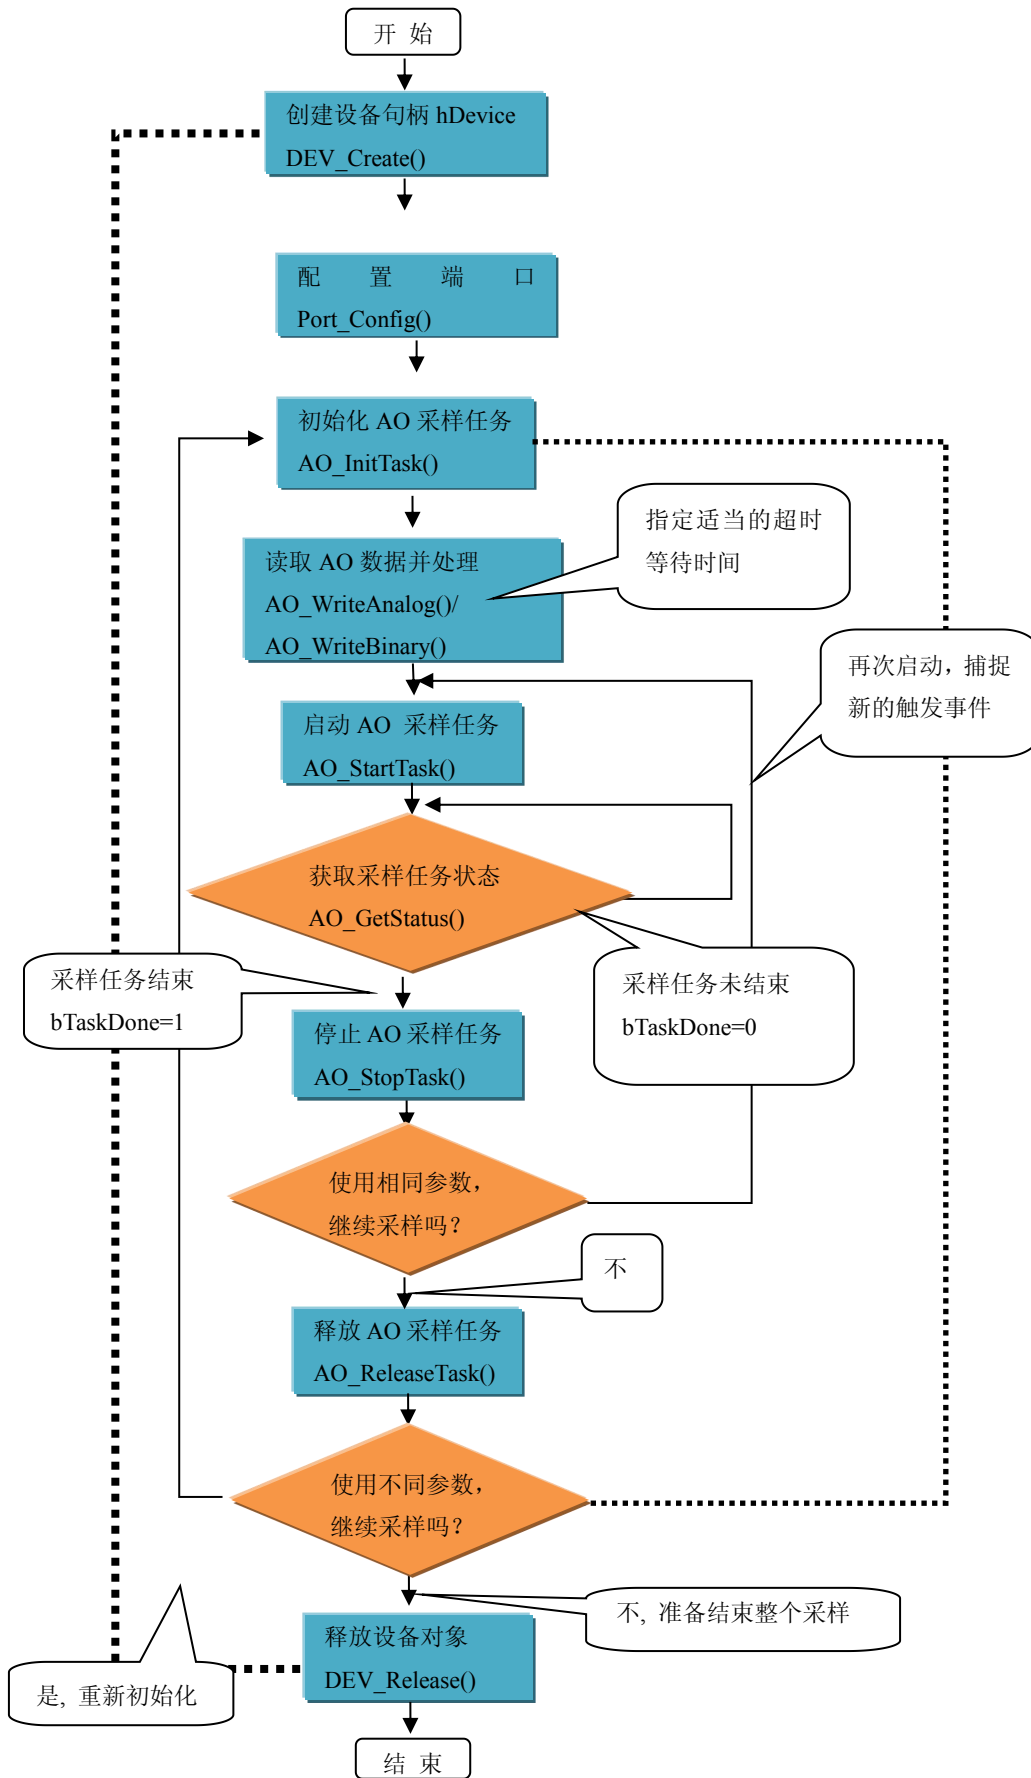 开 始
创建设备句柄 hDevice
DEV_Create()
配 置 端 口
Port_Config()
初始化 AO 采样任务
AO_InitTask()
指定适当的超时
等待时间
读取 AO 数据并处理
AO_WriteAnalog()/
AO_WriteBinary()
再次启动，捕捉
新的触发事件
启动 AO 采样任务
AO_StartTask()
获取采样任务状态
AO_GetStatus()
采样任务结束
bTaskDone=1
采样任务未结束
bTaskDone=0
停止 AO 采样任务
AO_StopTask()
使用相同参数，
继续采样吗？
不
释放 AO 采样任务
AO_ReleaseTask()
使用不同参数，
继续采样吗？
不, 准备结束整个采样
释放设备对象
DEV_Release()
是, 重新初始化
结 束